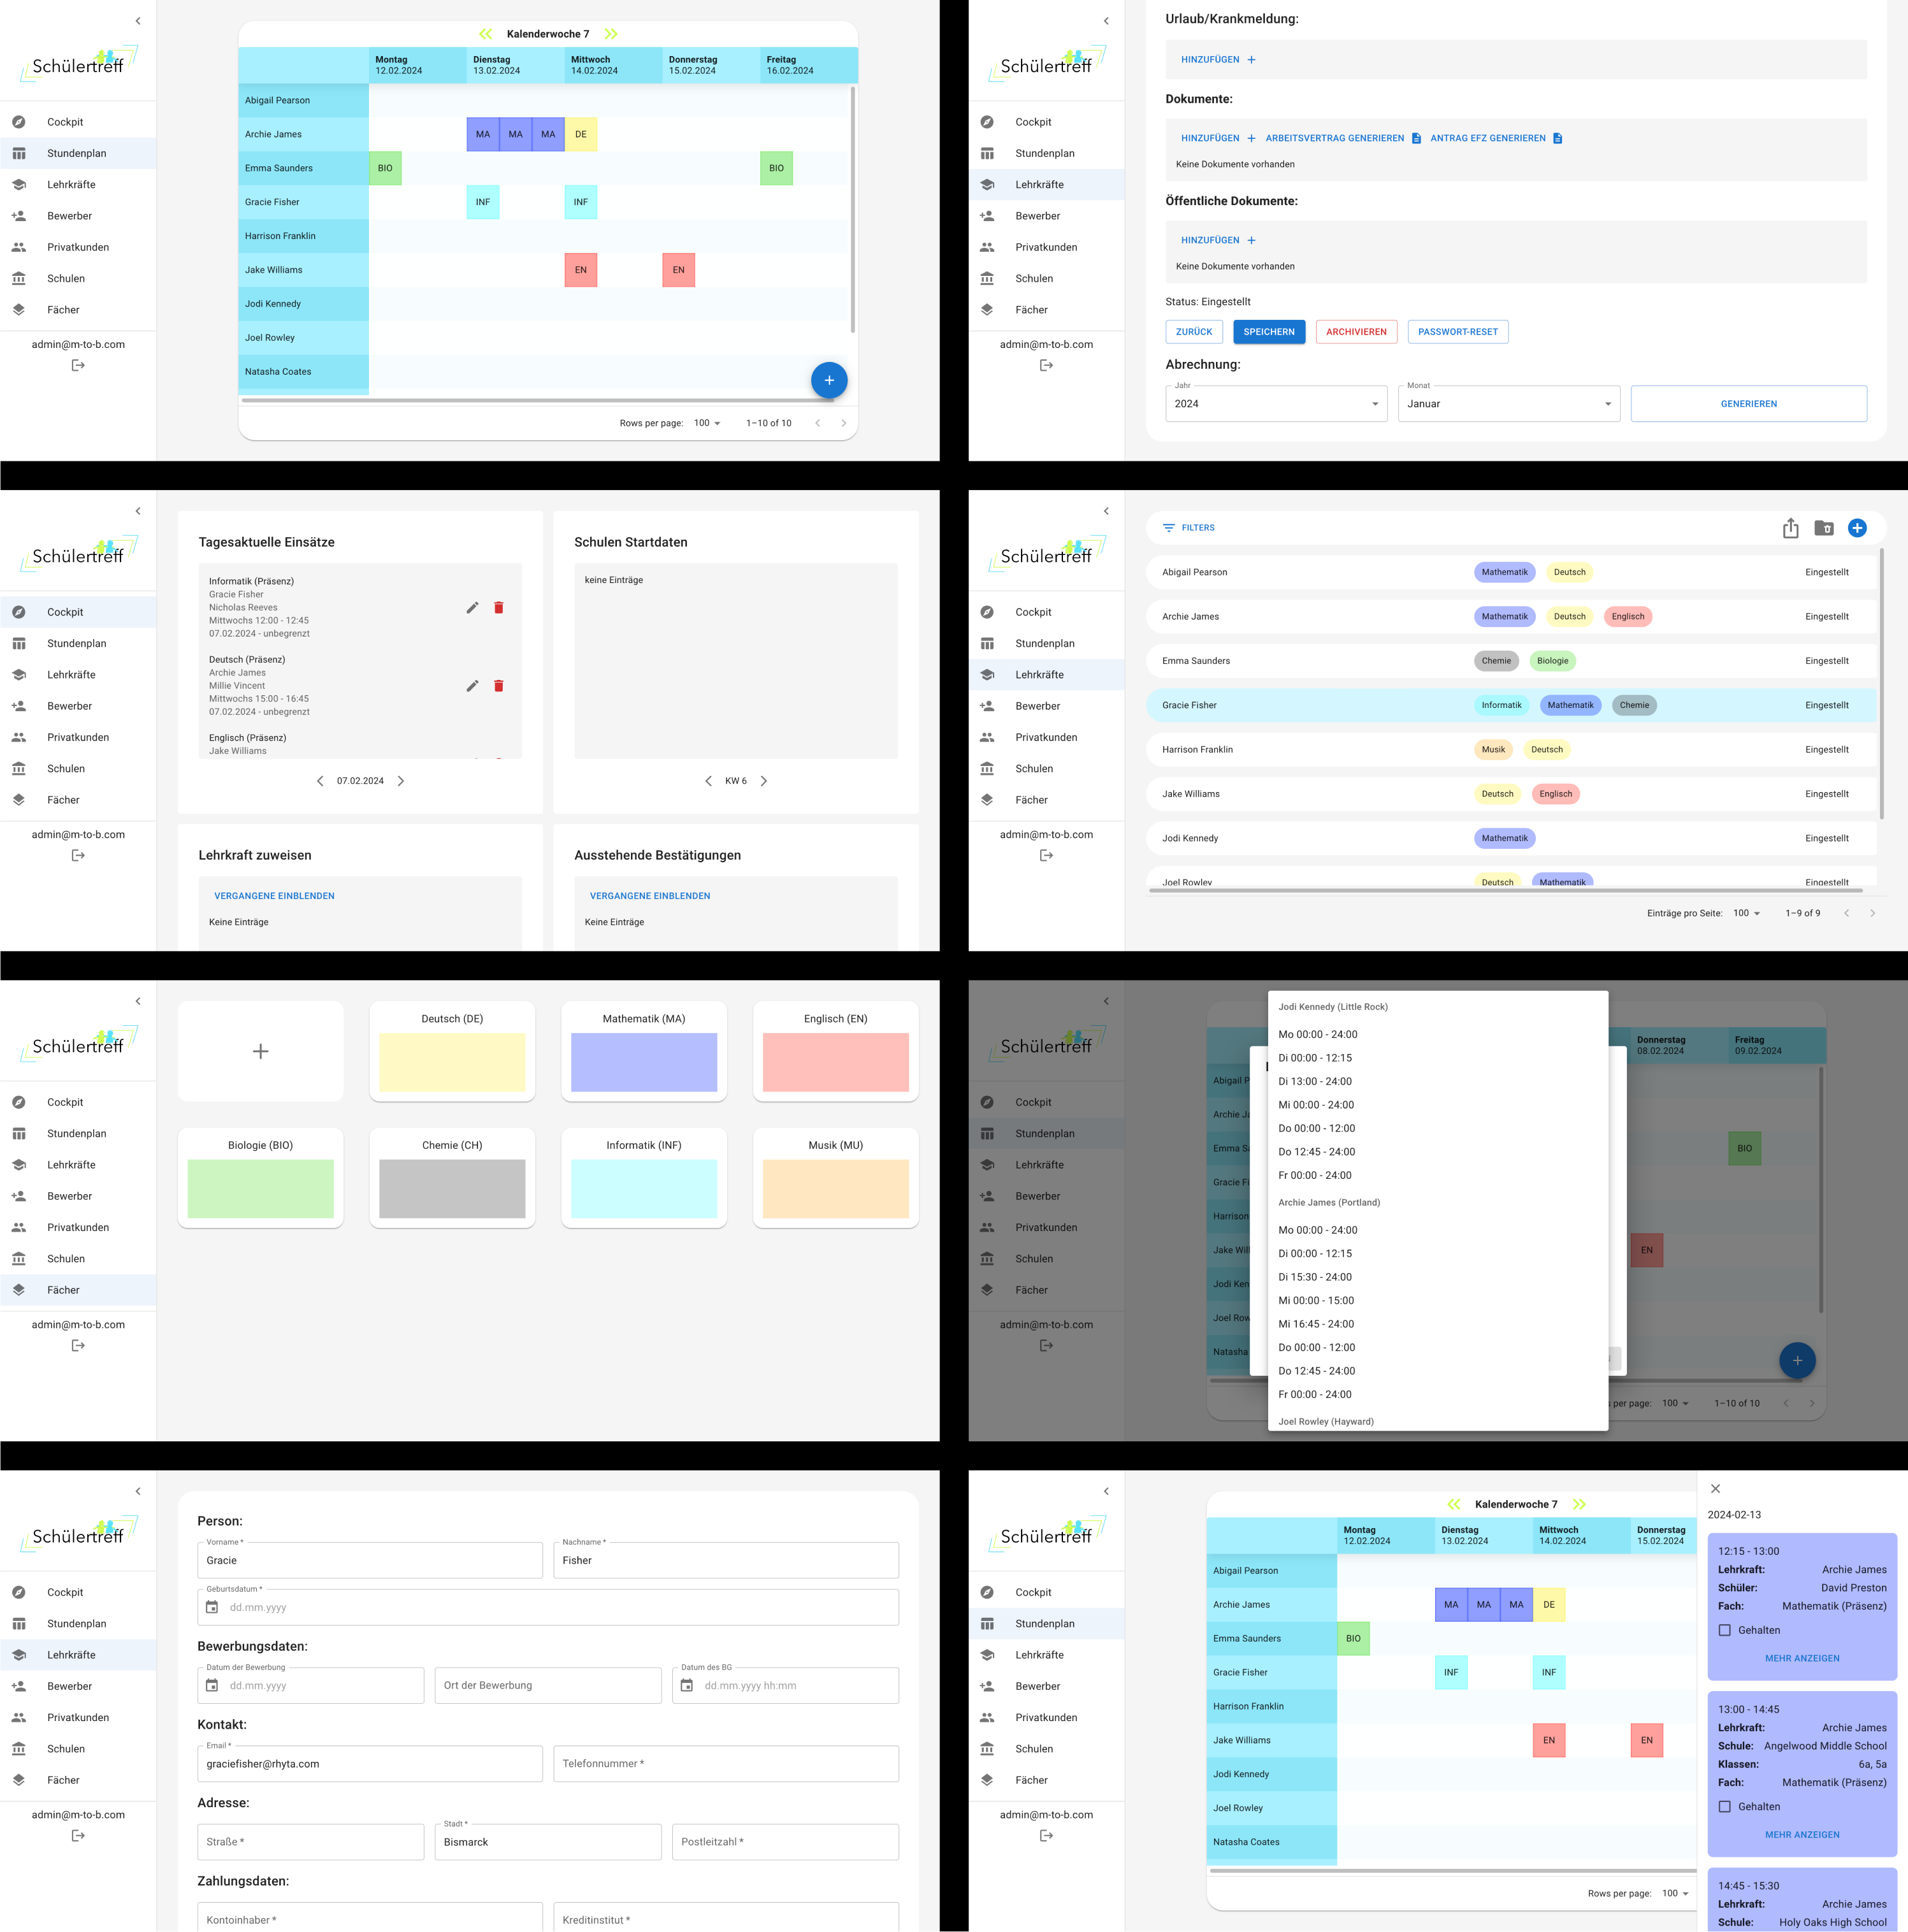 Schülertreff
Cockpit
Stundenplan
Lehrkräfte
Bewerber
Privatkunden
Schulen
Fächer
admin@m-to-b.com
Kalenderwoche 7
Montag Dienstag Mittwoch Donnerstag Freitag
12.02.2024 13.02.2024 14.02.2024 15.02.2024 16.02.2024
Abigail Pearson
Archie James MA MA MA DE
Emma Saunders BIO BIO
Gracie Fisher INF INF
Harrison Franklin
Jake Williams EN EN
Jodi Kennedy
Joel Rowley
Natasha Coates
Rows per page: 100 1–10 of 10
Schülertreff
Cockpit
Stundenplan
Lehrkräfte
Bewerber
Privatkunden
Schulen
Fächer
admin@m-to-b.com
Urlaub/Krankmeldung:
HINZUFÜGEN +
Dokumente:
HINZUFÜGEN + ARBEITSVERTRAG GENERIEREN ANTRAG EFZ GENERIEREN
Keine Dokumente vorhanden
Öffentliche Dokumente:
HINZUFÜGEN +
Keine Dokumente vorhanden
Status: Eingestellt
ZURÜCK SPEICHERN ARCHIVIEREN PASSWORT-RESET
Abrechnung:
Jahr Monat
2024 Januar GENERIEREN
Schülertreff
Cockpit
Stundenplan
Lehrkräfte
Bewerber
Privatkunden
Schulen
Fächer
admin@m-to-b.com
Tagesaktuelle Einsätze
Informatik (Präsenz)
Gracie Fisher
Nicholas Reeves
Mittwochs 12:00 - 12:45
07.02.2024 - unbegrenzt
Deutsch (Präsenz)
Archie James
Millie Vincent
Mittwochs 15:00 - 16:45
07.02.2024 - unbegrenzt
Englisch (Präsenz)
Jake Williams
07.02.2024
Schulen Startdaten
keine Einträge
KW 6
Lehrkraft zuweisen
VERGANGENE EINBLENDEN
Keine Einträge
Ausstehende Bestätigungen
VERGANGENE EINBLENDEN
Keine Einträge
Schülertreff
Cockpit
Stundenplan
Lehrkräfte
Bewerber
Privatkunden
Schulen
Fächer
admin@m-to-b.com
FILTERS
Abigail Pearson Mathematik Deutsch Eingestellt
Archie James Mathematik Deutsch Englisch Eingestellt
Emma Saunders Chemie Biologie Eingestellt
Gracie Fisher Informatik Mathematik Chemie Eingestellt
Harrison Franklin Musik Deutsch Eingestellt
Jake Williams Deutsch Englisch Eingestellt
Jodi Kennedy Mathematik Eingestellt
Joel Rowley Deutsch Mathematik Eingestellt
Einträge pro Seite: 100 1–9 of 9
Schülertreff
Cockpit
Stundenplan
Lehrkräfte
Bewerber
Privatkunden
Schulen
Fächer
admin@m-to-b.com
Deutsch (DE) Mathematik (MA) Englisch (EN)
Biologie (BIO) Chemie (CH) Informatik (INF) Musik (MU)
Schülertreff
Cockpit
Stundenplan
Lehrkräfte
Bewerber
Privatkunden
Schulen
Fächer
admin@m-to-b.com
Donnerstag Freitag
08.02.2024 09.02.2024
Abigail P
Archie Ja
Emma Sa BIO
Gracie Fi
Harrison
Jake Wil EN
Jodi Ken
Joel Row
Natasha
per page: 100 1–10 of 10
Jodi Kennedy (Little Rock)
Mo 00:00 - 24:00
Di 00:00 - 12:15
Di 13:00 - 24:00
Mi 00:00 - 24:00
Do 00:00 - 12:00
Do 12:45 - 24:00
Fr 00:00 - 24:00
Archie James (Portland)
Mo 00:00 - 24:00
Di 00:00 - 12:15
Di 15:30 - 24:00
Mi 00:00 - 15:00
Mi 16:45 - 24:00
Do 00:00 - 12:00
Do 12:45 - 24:00
Fr 00:00 - 24:00
Joel Rowley (Hayward)
Schülertreff
Cockpit
Stundenplan
Lehrkräfte
Bewerber
Privatkunden
Schulen
Fächer
admin@m-to-b.com
Person:
Vorname * Nachname *
Gracie Fisher
Geburtsdatum *
dd.mm.yyyy
Bewerbungsdaten:
Datum der Bewerbung Datum des BG
dd.mm.yyyy Ort der Bewerbung dd.mm.yyyy hh:mm
Kontakt:
Email *
graciefisher@rhyta.com Telefonnummer *
Adresse:
Stadt *
Straße * Bismarck Postleitzahl *
Zahlungsdaten:
Kontoinhaber * Kreditinstitut *
Schülertreff
Cockpit
Stundenplan
Lehrkräfte
Bewerber
Privatkunden
Schulen
Fächer
admin@m-to-b.com
Kalenderwoche 7
Montag Dienstag Mittwoch Donnerstag
12.02.2024 13.02.2024 14.02.2024 15.02.2024
Abigail Pearson
Archie James MA MA MA DE
Emma Saunders BIO
Gracie Fisher INF INF
Harrison Franklin
Jake Williams EN EN
Jodi Kennedy
Joel Rowley
Natasha Coates
Rows per page: 100
2024-02-13
12:15 - 13:00
Lehrkraft: Archie James
Schüler: David Preston
Fach: Mathematik (Präsenz)
Gehalten
MEHR ANZEIGEN
13:00 - 14:45
Lehrkraft: Archie James
Schule: Angelwood Middle School
Klassen: 6a, 5a
Fach: Mathematik (Präsenz)
Gehalten
MEHR ANZEIGEN
14:45 - 15:30
Lehrkraft: Archie James
Schule: Holy Oaks High School